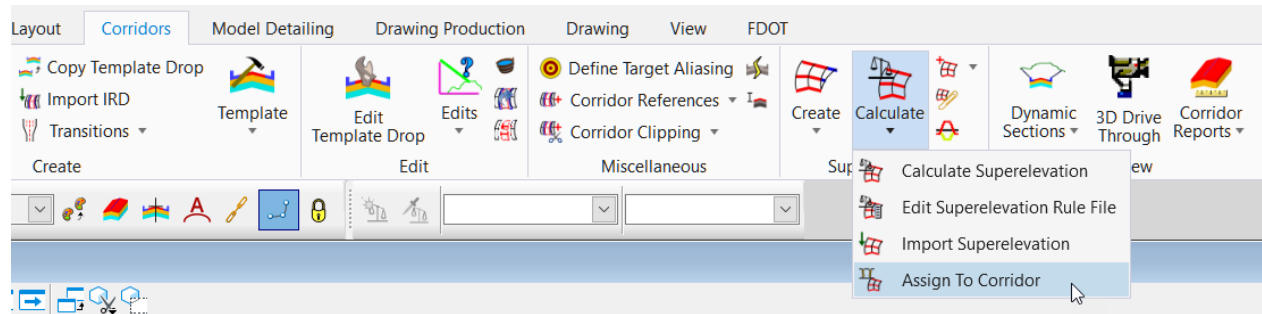 Layout Corridors Model Detailing Drawing Production Drawing View FDOT
Copy Template Drop
Import IRD
Transitions
Create
Template
Edit
Template Drop
Edits
Edit
Define Target Aliasing
Corridor References
Corridor Clipping
Miscellaneous
Create
Calculate
Sup
Dynamic
Sections
3D Drive
Through
Corridor
Reports
ew
Calculate Superelevation
Edit Superelevation Rule File
Import Superelevation
Assign To Corridor